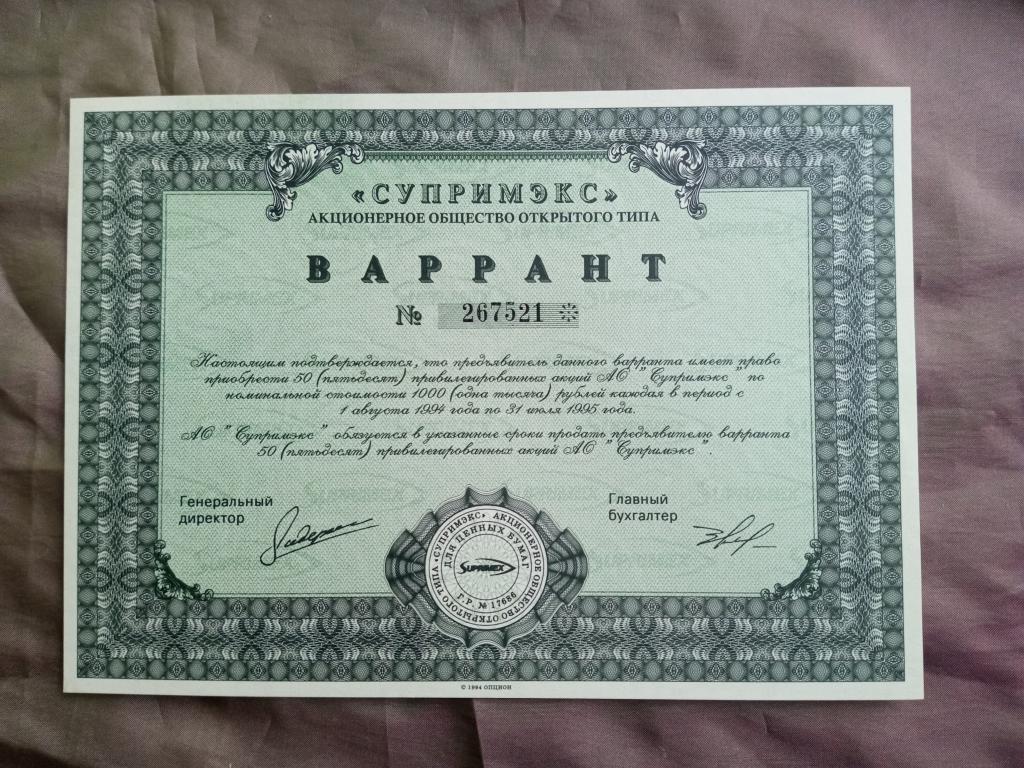 «СУПРИМЭКС»
АКЦИОНЕРНОЕ ОБЩЕСТВО ОТКРЫТОГО ТИПА
ВАРРАНТ
№ 267521
Настоящим подтверждается, что предъявитель данного варранта имеет право
приобрести 50 (пятьдесят) привилегированных акций АО "Супримэкс" по
номинальной стоимости 1000 (одна тысяча) рублей каждая в период с
1 августа 1994 года по 31 июля 1995 года.
АО "Супримэкс" обязуется в указанные сроки продать предъявителю варранта
50 (пятьдесят) привилегированных акций АО "Супримэкс".
Генеральный
директор
Главный
бухгалтер
«СУПРИМЭКС» АКЦИОНЕРНОЕ ОБЩЕСТВО ОТКРЫТОГО ТИПА
ДЛЯ ЦЕННЫХ БУМАГ
SUPRIMEX
Г.Р. № 17686
© 1994 ОПЦИОН